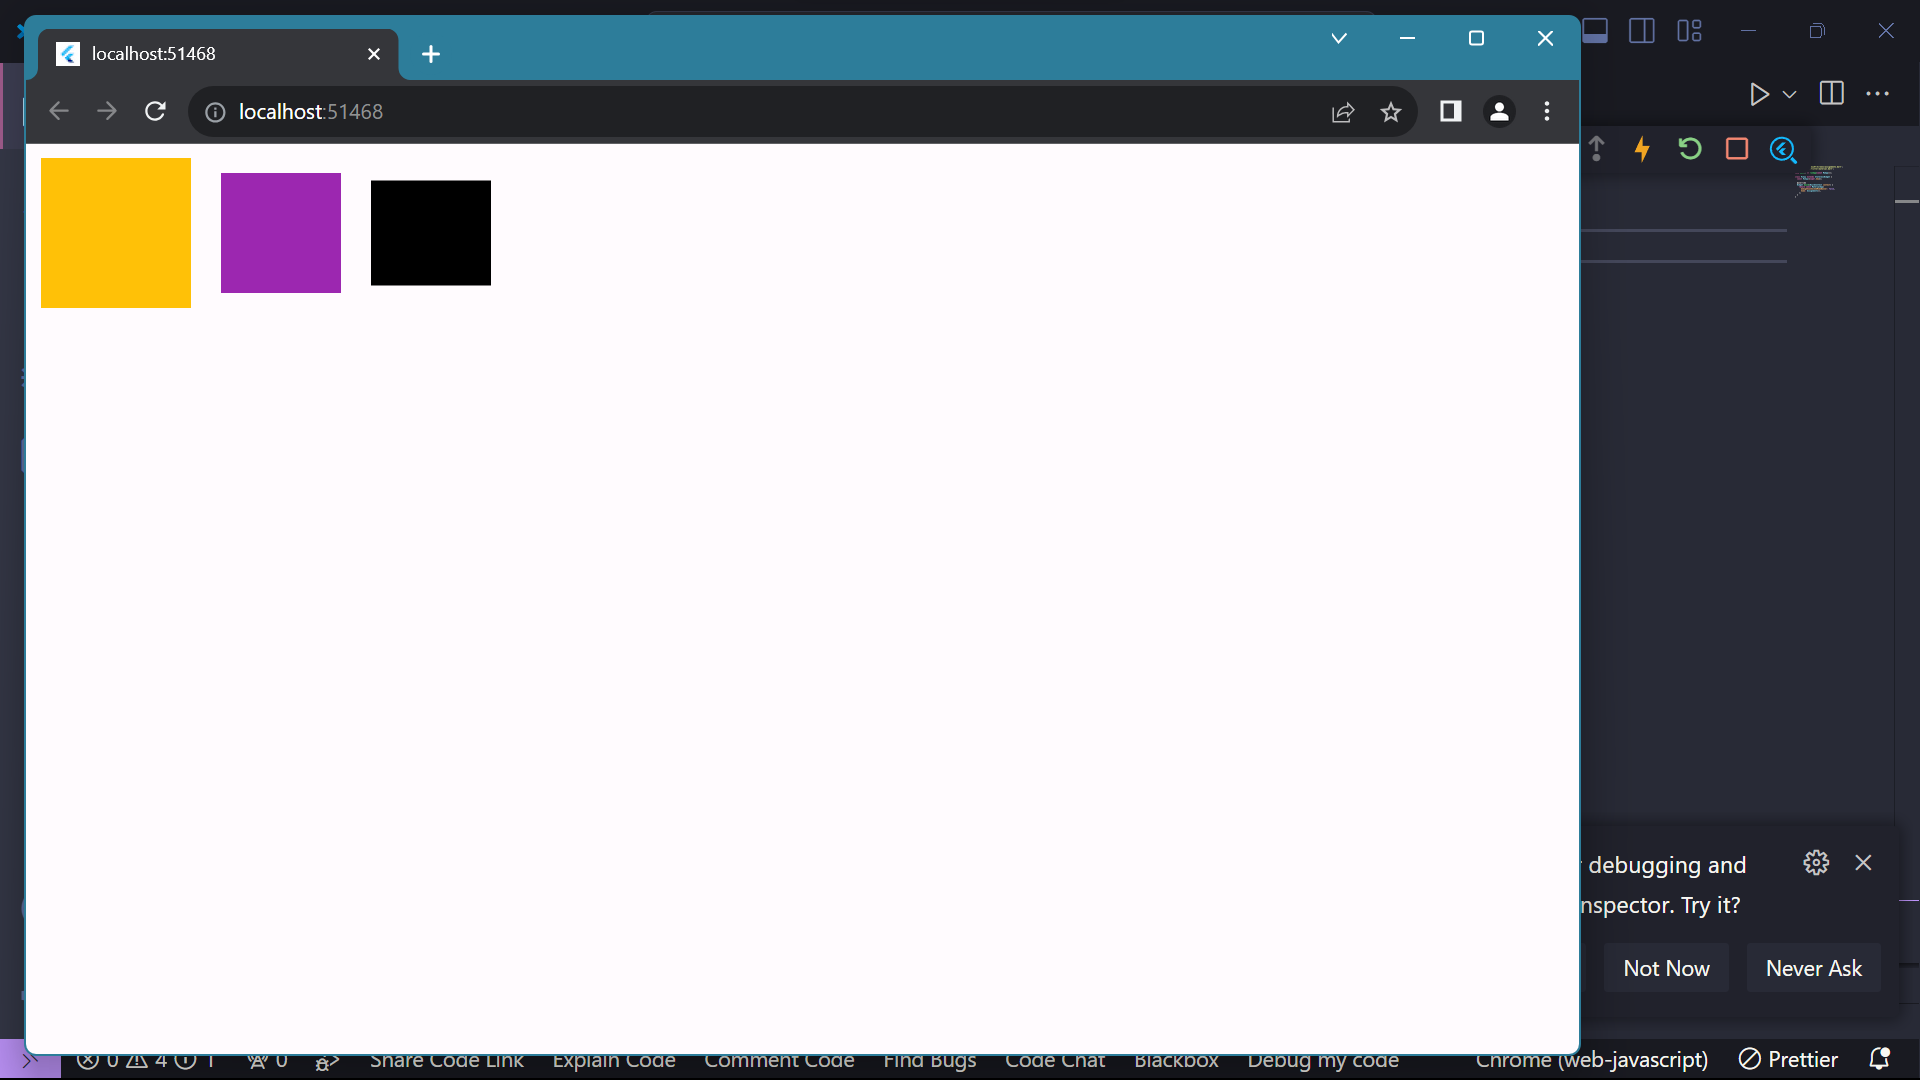 localhost:51468
localhost:51468
debugging and
nspector. Try it?
Not Now
Never Ask
0 4 1 0 Share Code Link Explain Code Comment Code Find Bugs Code Chat Blackbox Debug my code Chrome (web-javascript) Prettier